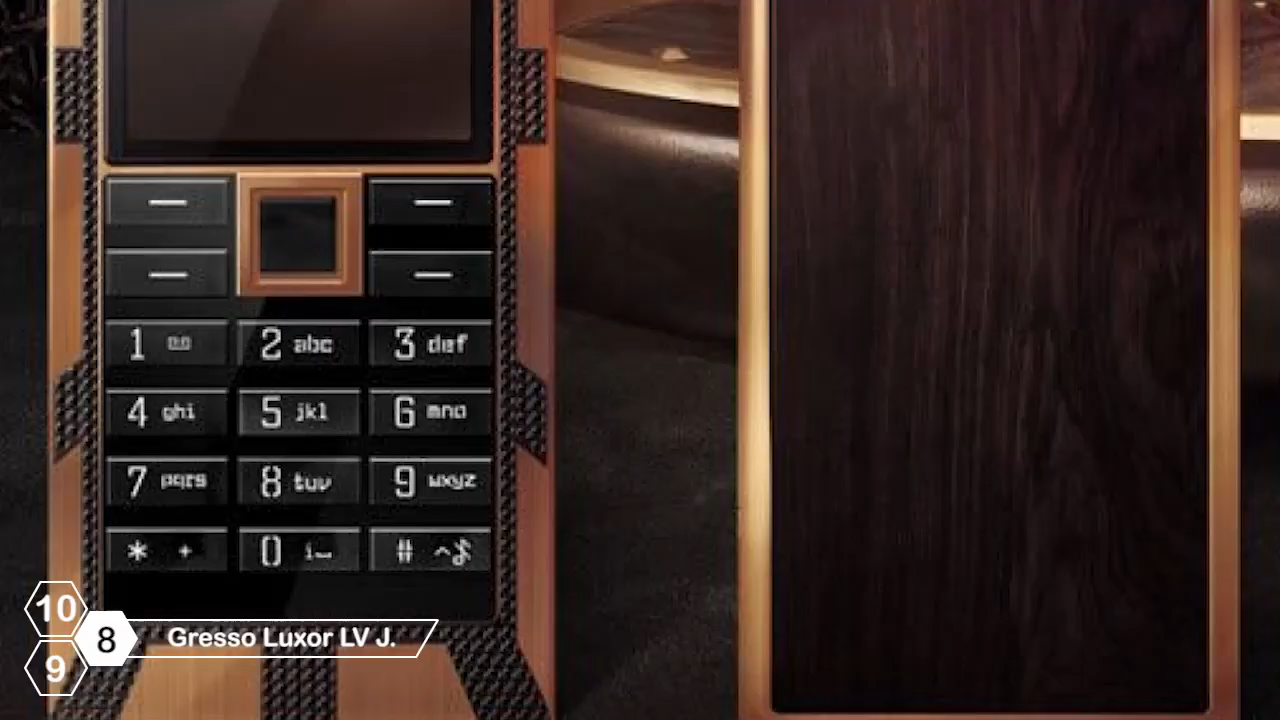 1
2 abc
3 def
4 ghi
5 jkl
6 mno
7 pqrs
8 tuv
9 wxyz
* +
0
#
10
8 Gresso Luxor LV J.
9